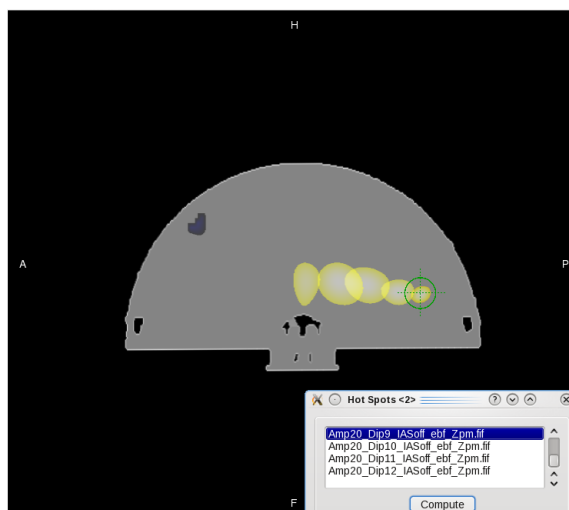 H
A
P
Hot Spots <2>
Amp20_Dip9_IASoff_ebf_Zpm.fif
Amp20_Dip10_IASoff_ebf_Zpm.fif
Amp20_Dip11_IASoff_ebf_Zpm.fif
Amp20_Dip12_IASoff_ebf_Zpm.fif
F
Compute